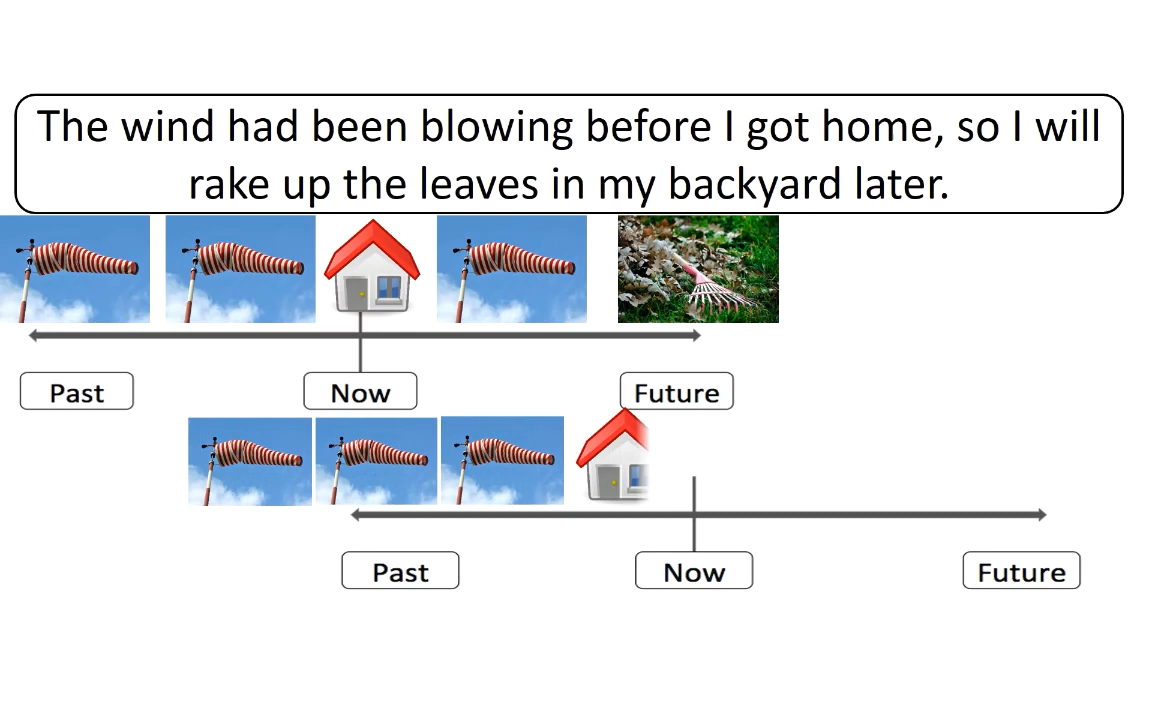 The wind had been blowing before I got home, so I will
rake up the leaves in my backyard later.
Past Now Future
Past Now Future